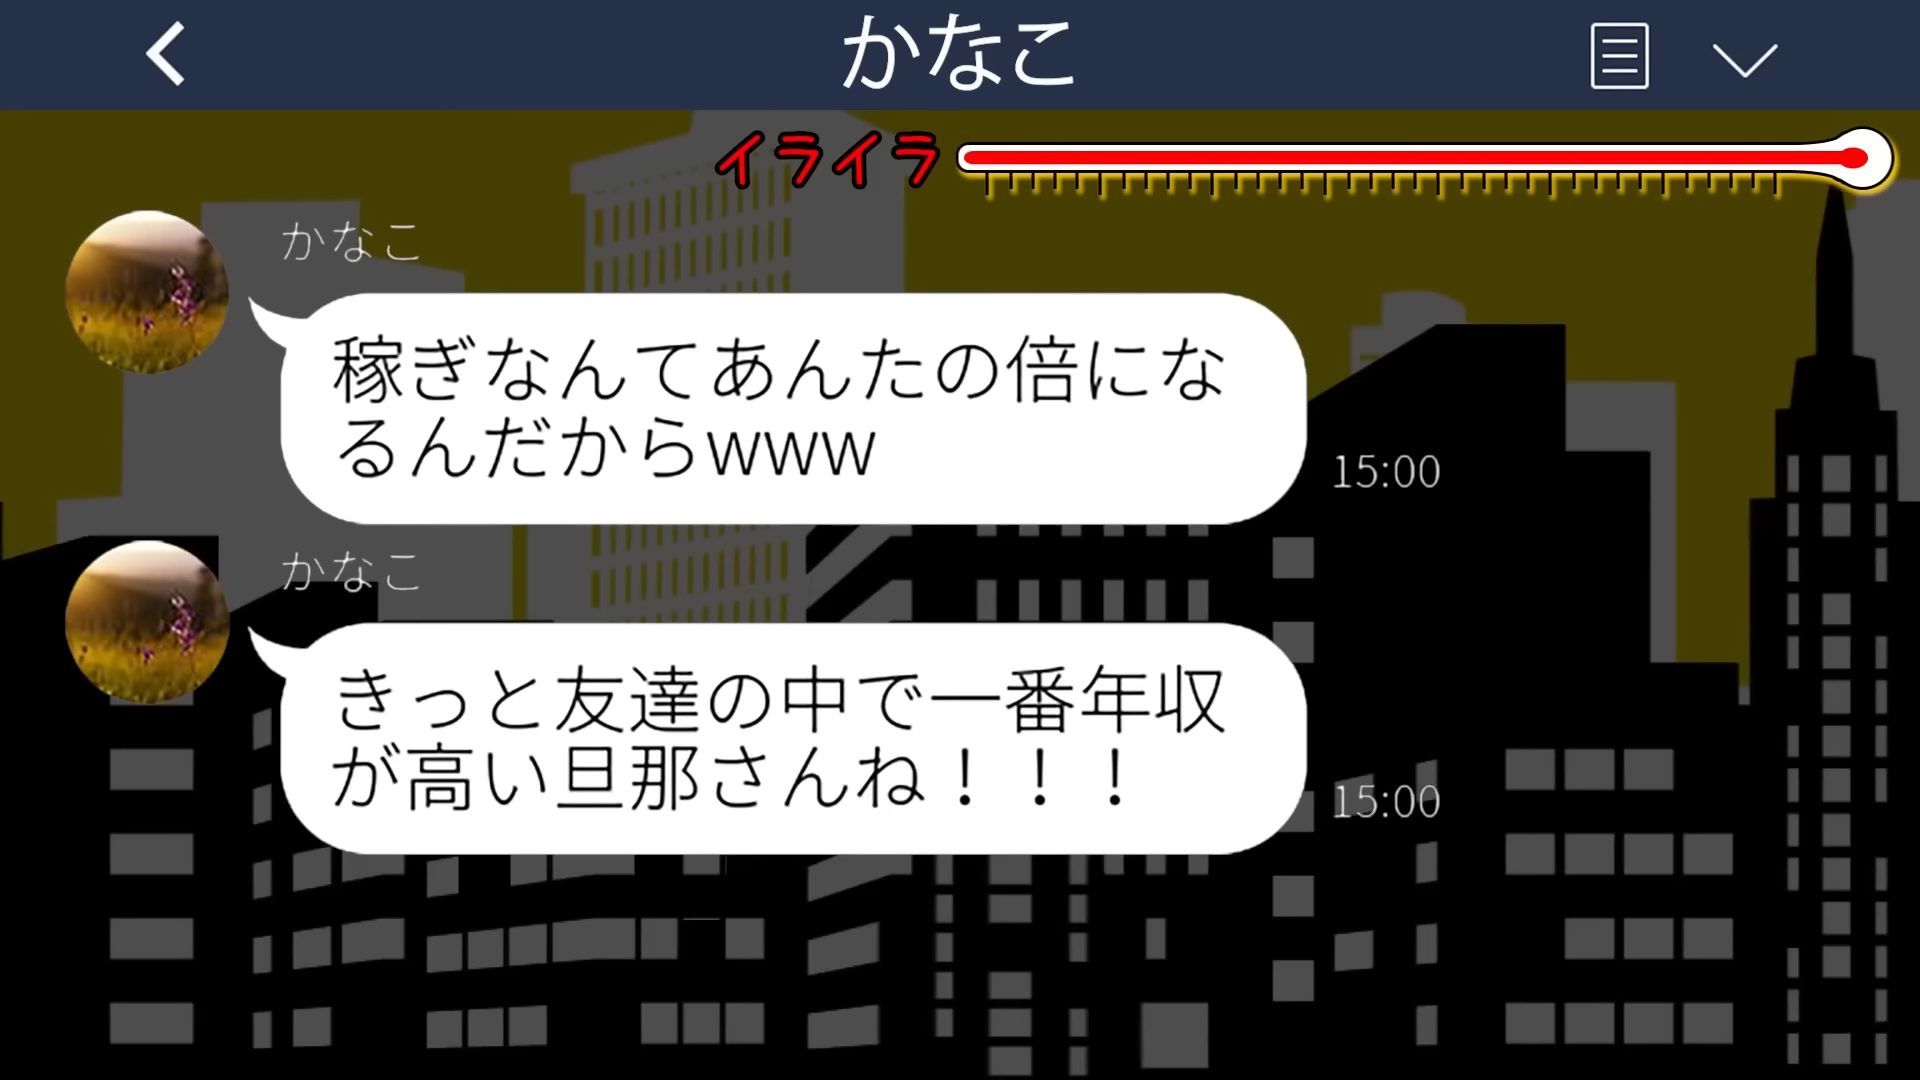 かなこ
イライラ
かなこ
稼ぎなんてあんたの倍にな
るんだからwww
15:00
かなこ
きっと友達の中で一番年収
が高い旦那さんね！！！
15:00